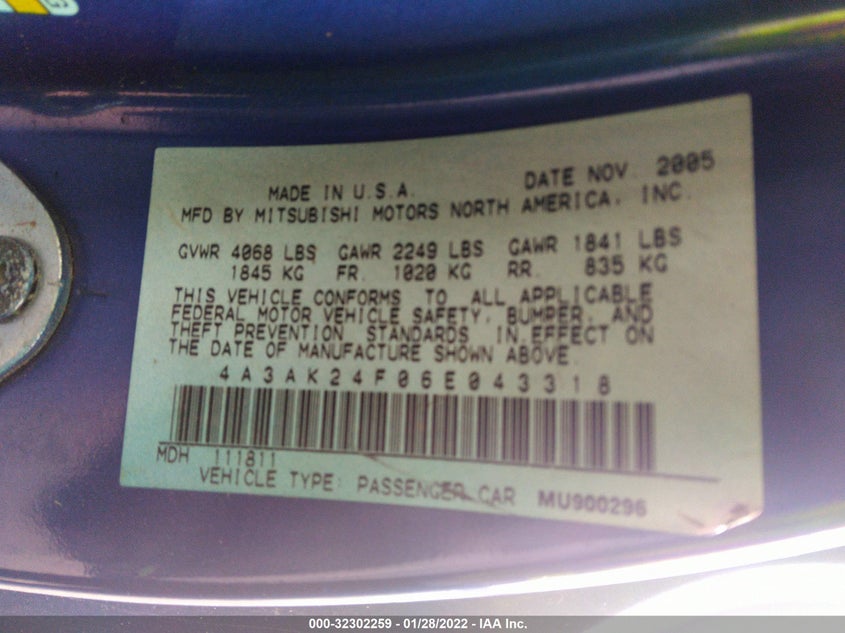 DATE NOV. 2005
MADE IN U.S.A.
MFD BY MITSUBISHI MOTORS NORTH AMERICA, INC.
GVWR 4068 LBS GAWR 2249 LBS GAWR 1841 LBS
1845 KG FR. 1020 KG RR. 835 KG
THIS VEHICLE CONFORMS TO ALL APPLICABLE
FEDERAL MOTOR VEHICLE SAFETY, BUMPER, AND
THEFT PREVENTION STANDARDS IN EFFECT ON
THE DATE OF MANUFACTURE SHOWN ABOVE.
4A3AK24F06E043318
MDH 111811
VEHICLE TYPE: PASSENGER CAR MU900296
000-32302259 - 01/28/2022 - IAA Inc.